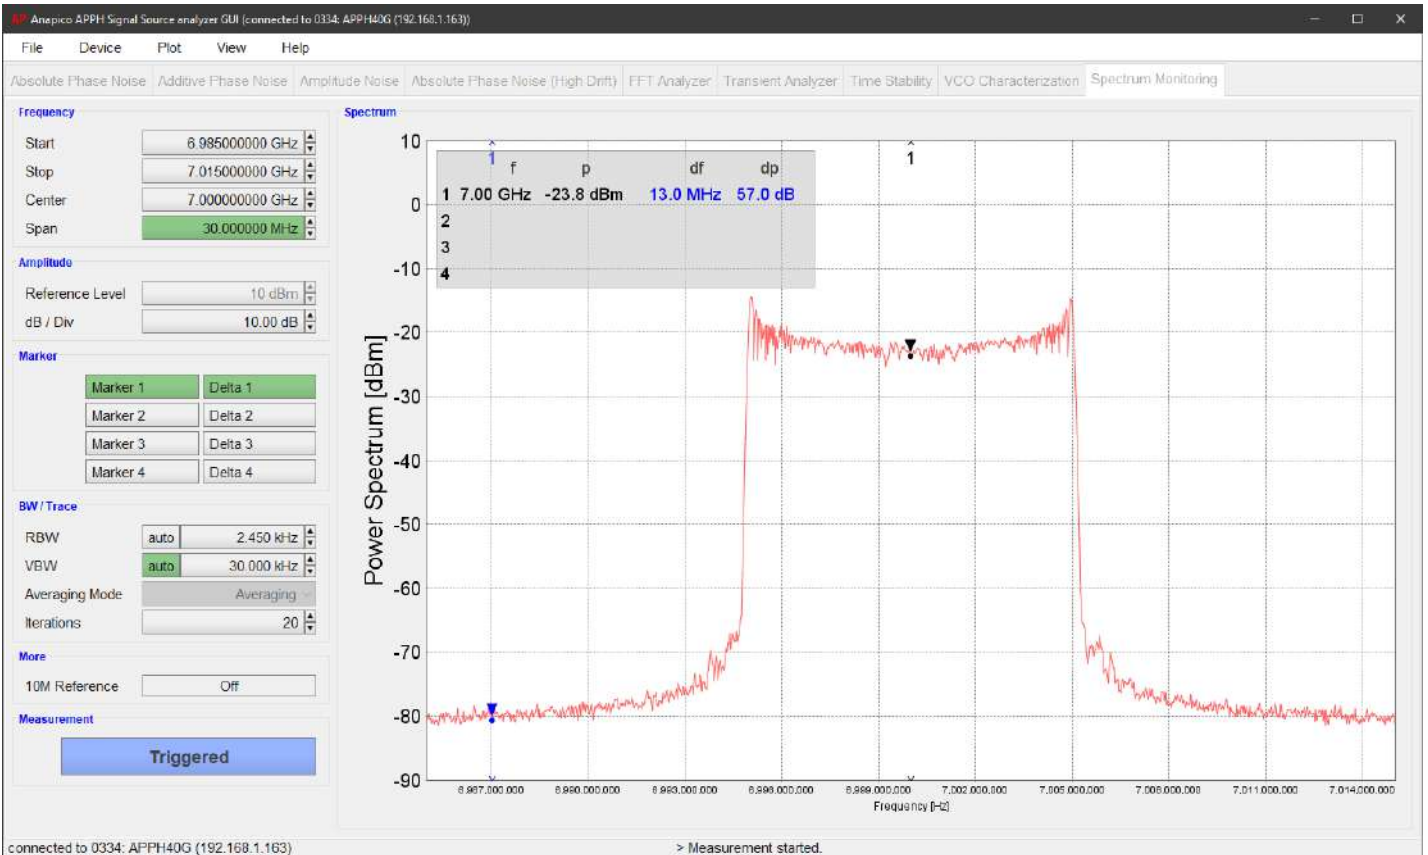 AP Anapico APPH Signal Source analyzer GUI (connected to 0334: APPH40G (192.168.1.163))
File Device Plot View Help
Absolute Phase Noise Additive Phase Noise Amplitude Noise Absolute Phase Noise (High Drift) FFT Analyzer Transient Analyzer Time Stability VCO Characterization Spectrum Monitoring
Frequency
Start 6.985000000 GHz
Stop 7.015000000 GHz
Center 7.000000000 GHz
Span 30.000000 MHz
Amplitude
Reference Level 10 dBm
dB / Div 10.00 dB
Marker
Marker 1 Delta 1
Marker 2 Delta 2
Marker 3 Delta 3
Marker 4 Delta 4
BW / Trace
RBW auto 2.450 kHz
VBW auto 30.000 kHz
Averaging Mode Averaging
Iterations 20
More
10M Reference Off
Measurement
Triggered
Spectrum
Power Spectrum [dBm]
10
0
-10
-20
-30
-40
-50
-60
-70
-80
-90
1 1
f p df dp
1 7.00 GHz -23.8 dBm 13.0 MHz 57.0 dB
2
3
4
6.987.000.000 6.990.000.000 6.993.000.000 6.996.000.000 6.999.000.000 7.002.000.000 7.005.000.000 7.008.000.000 7.011.000.000 7.014.000.000
Frequency [Hz]
connected to 0334: APPH40G (192.168.1.163) > Measurement started.